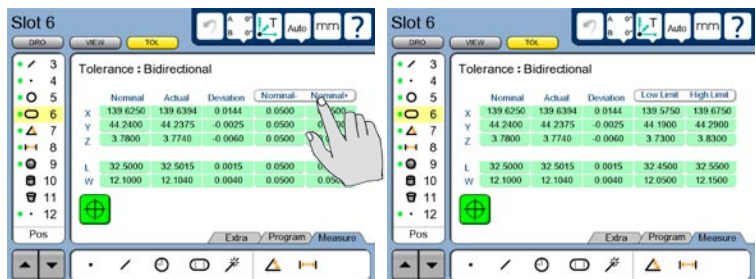 Slot 6
A 0°
B 0°
T
Auto
mm
?
DRO
VIEW
TOL
3
4
5
6
7
8
9
10
11
12
Pos
Tolerance : Bidirectional
Nominal Actual Deviation Nominal- Nominal+
X 139.6250 139.6394 0.0144 0.0500
Y 44.2400 44.2375 -0.0025 0.0500
Z 3.7800 3.7740 -0.0060 0.0500
L 32.5000 32.5015 0.0015 0.0500
W 12.1000 12.1040 0.0040 0.0500
Extra Program Measure
Slot 6
A 0°
B 0°
T
Auto
mm
?
DRO
VIEW
TOL
3
4
5
6
7
8
9
10
11
12
Pos
Tolerance : Bidirectional
Nominal Actual Deviation Low Limit High Limit
X 139.6250 139.6394 0.0144 139.5750 139.6750
Y 44.2400 44.2375 -0.0025 44.1900 44.2900
Z 3.7800 3.7740 -0.0060 3.7300 3.8300
L 32.5000 32.5015 0.0015 32.4500 32.5500
W 12.1000 12.1040 0.0040 12.0500 12.1500
Extra Program Measure